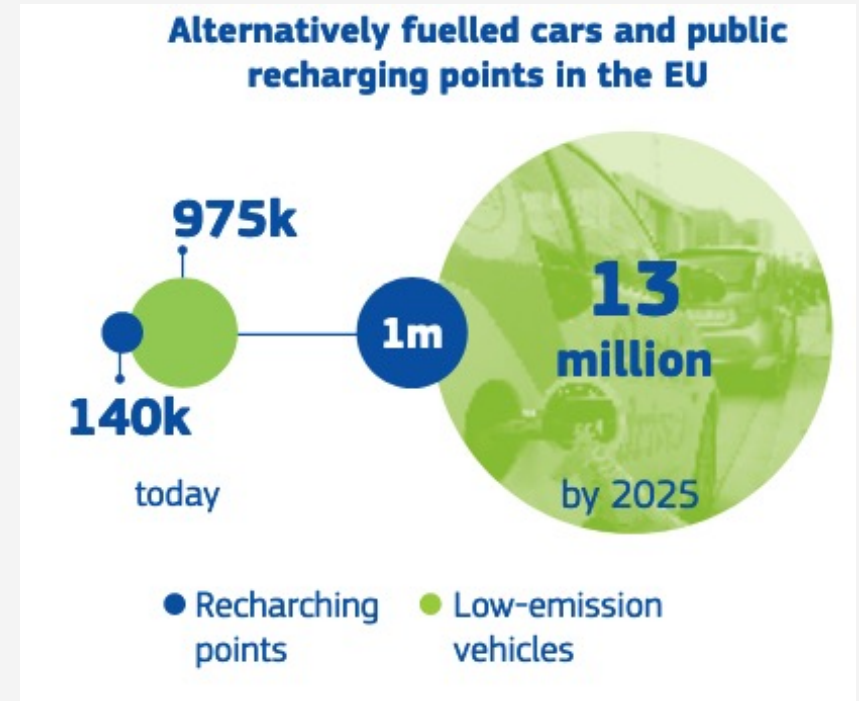 Alternatively fuelled cars and public
recharging points in the EU
975k
140k
today
1m
13
million
by 2025
Recharching
points
Low-emission
vehicles